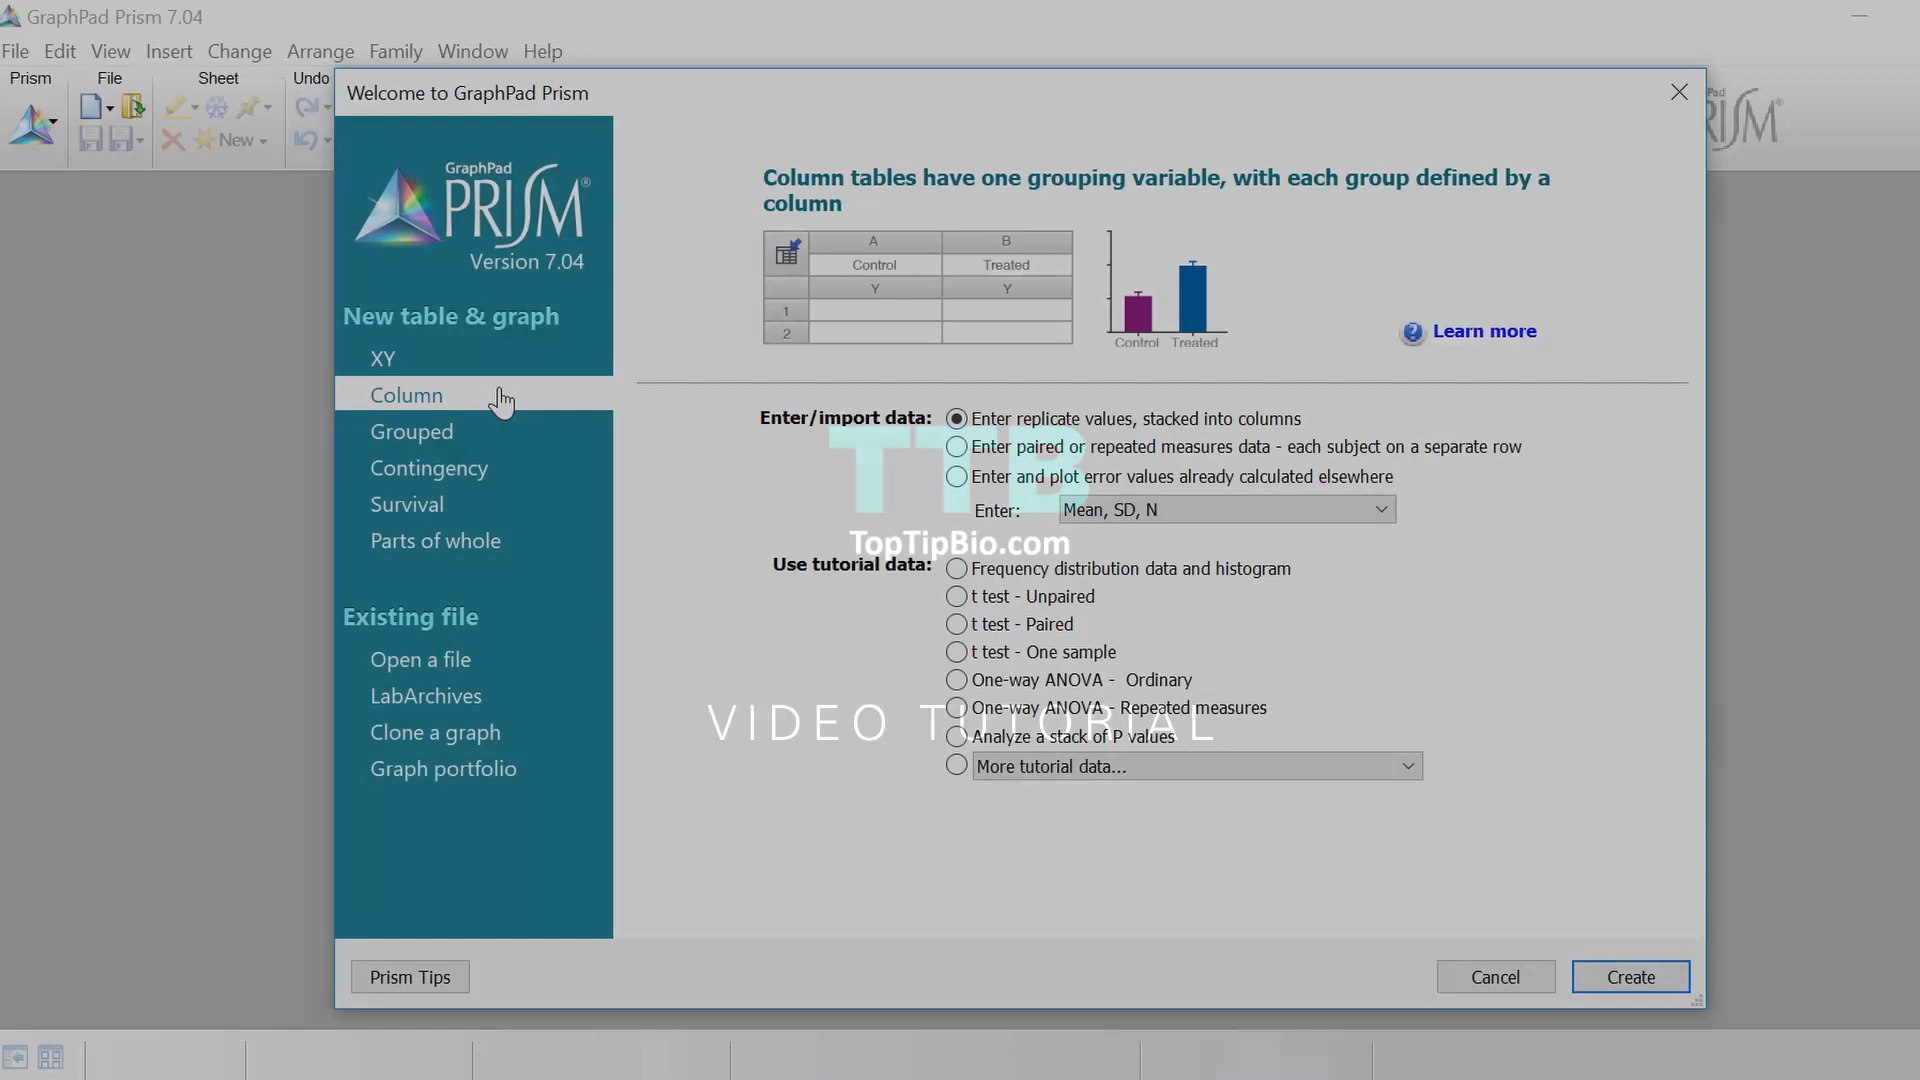 GraphPad Prism 7.04
File Edit View Insert Change Arrange Family Window Help
Prism File Sheet Undo
New
Welcome to GraphPad Prism
GraphPad
PRISM®
Version 7.04
New table & graph
XY
Column
Grouped
Contingency
Survival
Parts of whole
Existing file
Open a file
LabArchives
Clone a graph
Graph portfolio
Column tables have one grouping variable, with each group defined by a
column
A B
Control Treated
Y Y
1
2
Control Treated
Learn more
Enter/import data: Enter replicate values, stacked into columns
Enter paired or repeated measures data - each subject on a separate row
Enter and plot error values already calculated elsewhere
Enter: Mean, SD, N
TTB
TopTipBio.com
Use tutorial data: Frequency distribution data and histogram
t test - Unpaired
t test - Paired
t test - One sample
One-way ANOVA - Ordinary
One-way ANOVA - Repeated measures
VIDEO TUTORIAL
Analyze a stack of P values
More tutorial data...
Prism Tips Cancel Create